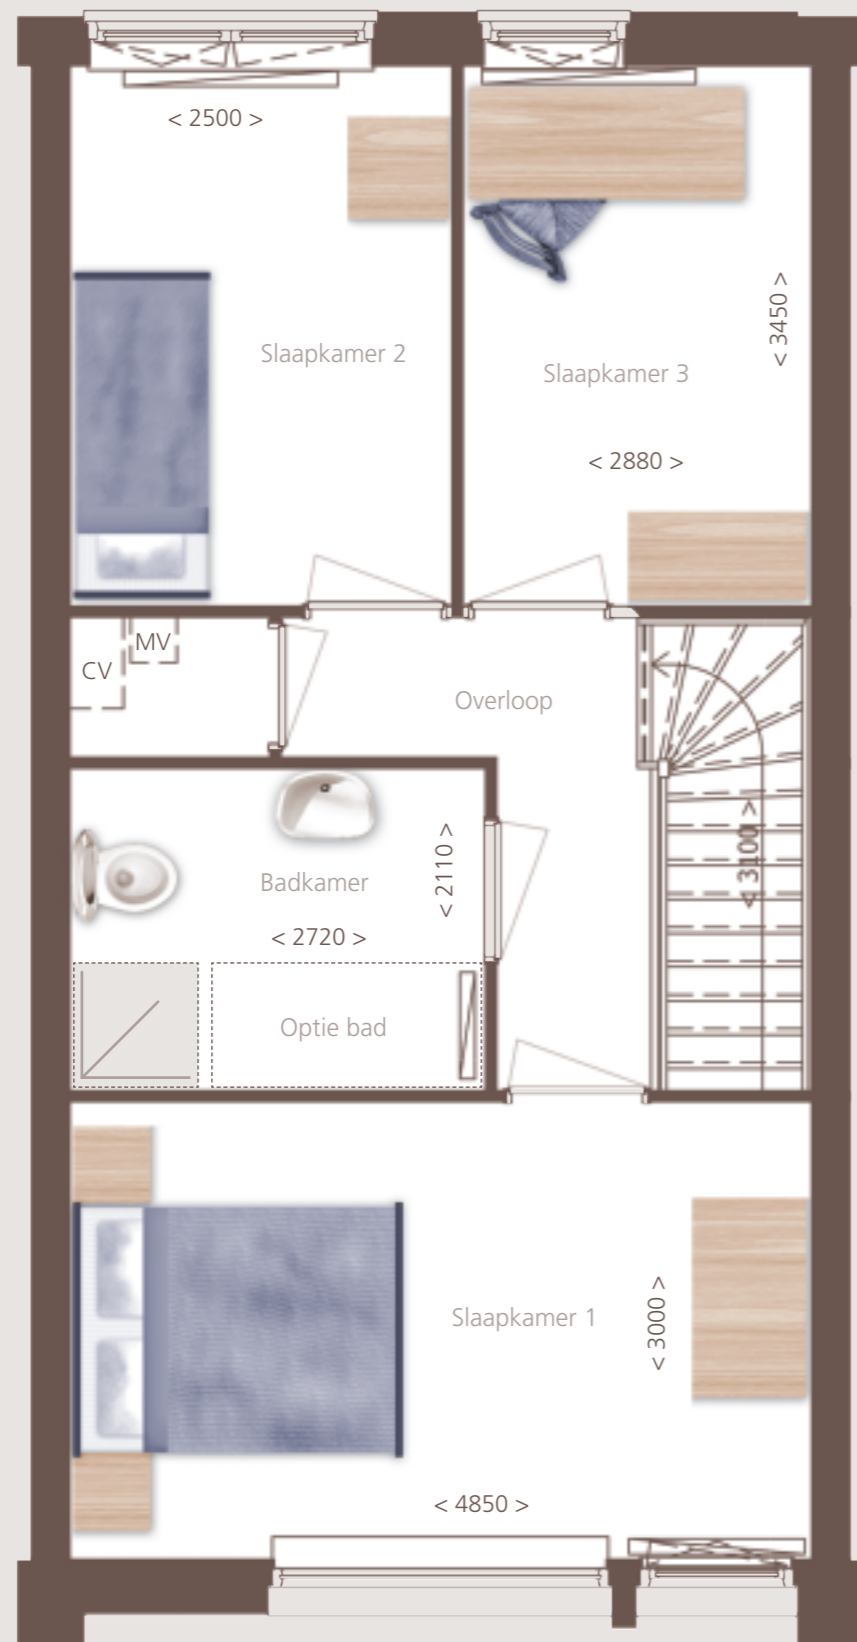 < 2500 >
< 3450 >
Slaapkamer 2
Slaapkamer 3
< 2880 >
MV
CV
Overloop
< 3100 >
< 2110 >
Badkamer
< 2720 >
Optie bad
Slaapkamer 1
< 3000 >
< 4850 >